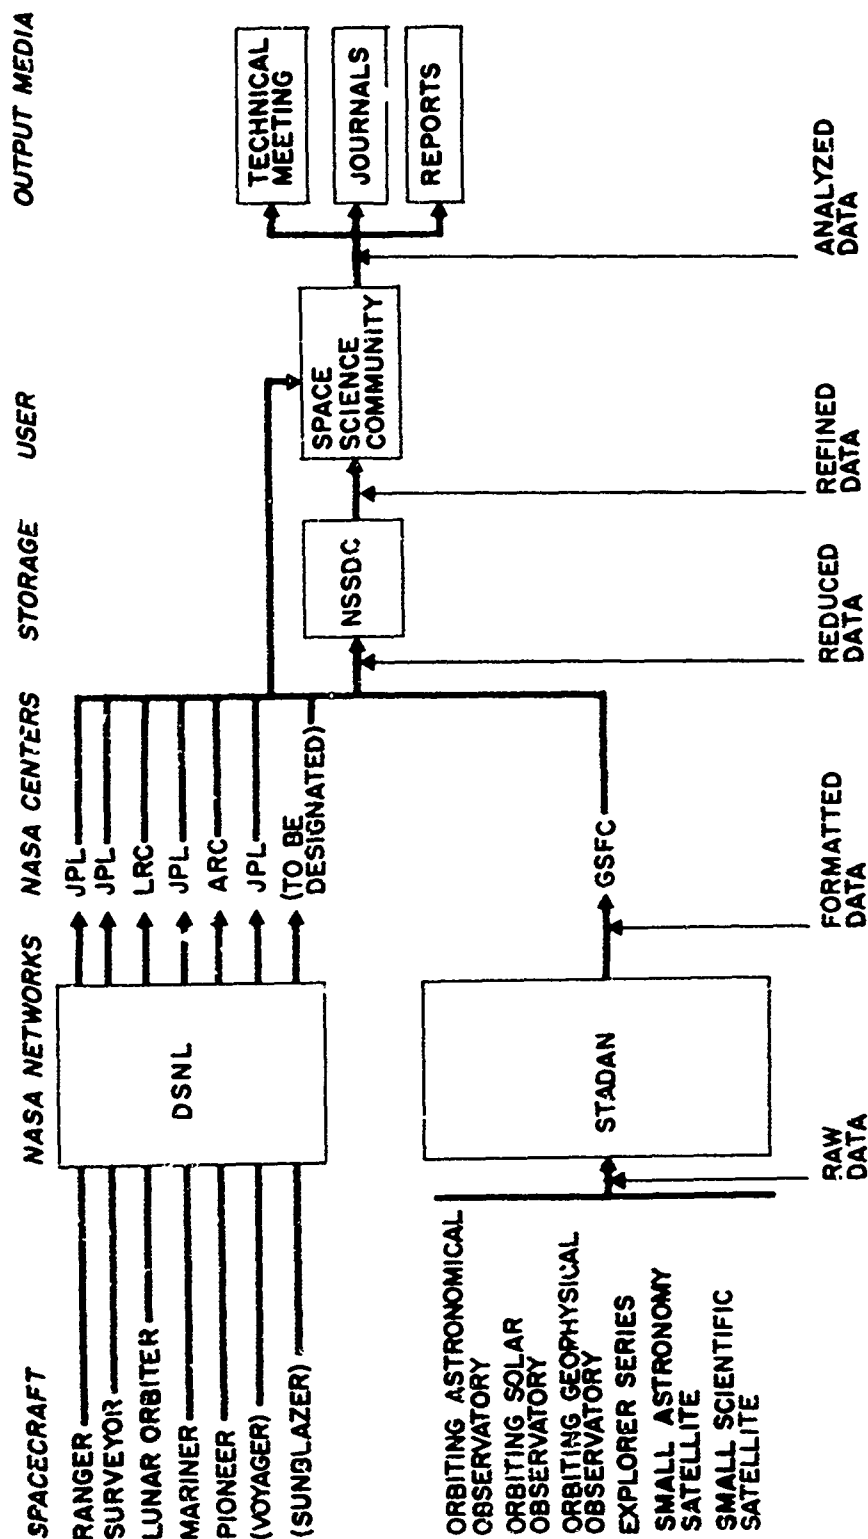 SPACECRAFT
NASA NETWORKS
NASA CENTERS
STORAGE
USER
OUTPUT MEDIA
RANGER
SURVEYOR
LUNAR ORBITER
MARINER
PIONEER
(VOYAGER)
(SUNBLAZER)
DSNL
JPL
JPL
LRC
JPL
ARC
JPL
(TO BE
DESIGNATED)
NSSDC
SPACE
SCIENCE
COMMUNITY
TECHNICAL
MEETING
JOURNALS
REPORTS
ORBITING ASTRONOMICAL
OBSERVATORY
ORBITING SOLAR
OBSERVATORY
ORBITING GEOPHYSICAL
OBSERVATORY
EXPLORER SERIES
SMALL ASTRONOMY
SATELLITE
SMALL SCIENTIFIC
SATELLITE
STADAN
GSFC
RAW
DATA
FORMATTED
DATA
REDUCED
DATA
REFINED
DATA
ANALYZED
DATA